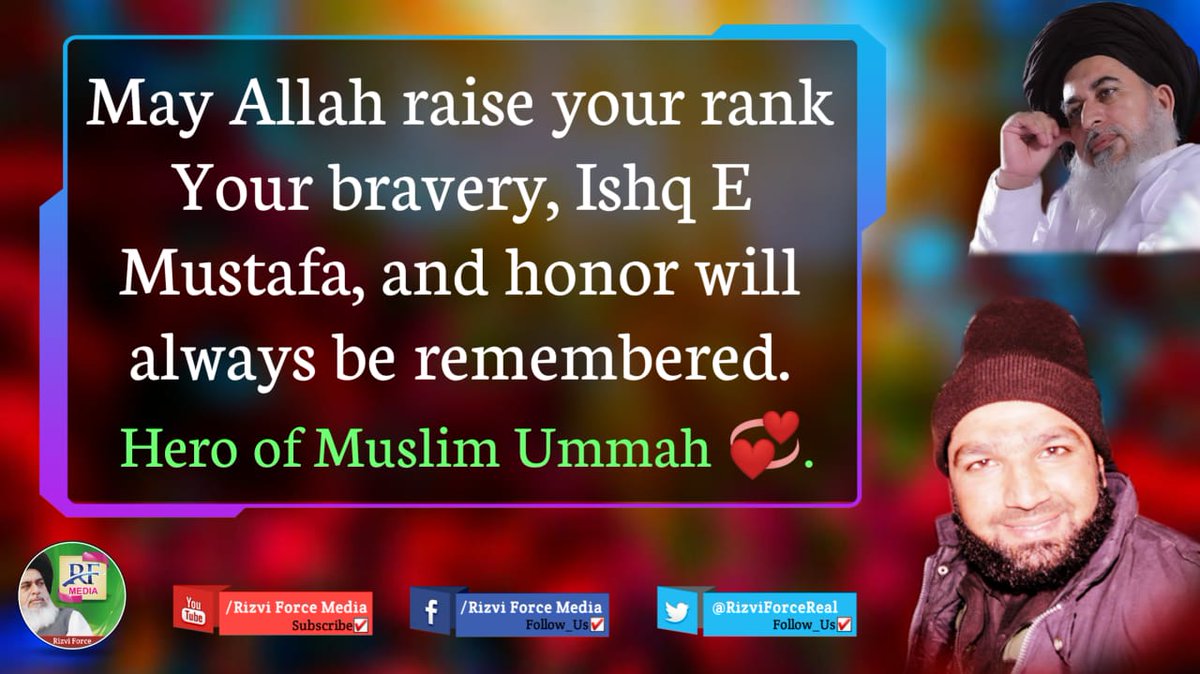 May Allah raise your rank
Your bravery, Ishq E
Mustafa, and honor will
always be remembered.
Hero of Muslim Ummah 💞.
RF
MEDIA
Rizvi Force
You
Tube
/Rizvi Force Media
Subscribe☑
f
/Rizvi Force Media
Follow_Us☑
@RizviForceReal
Follow_Us☑